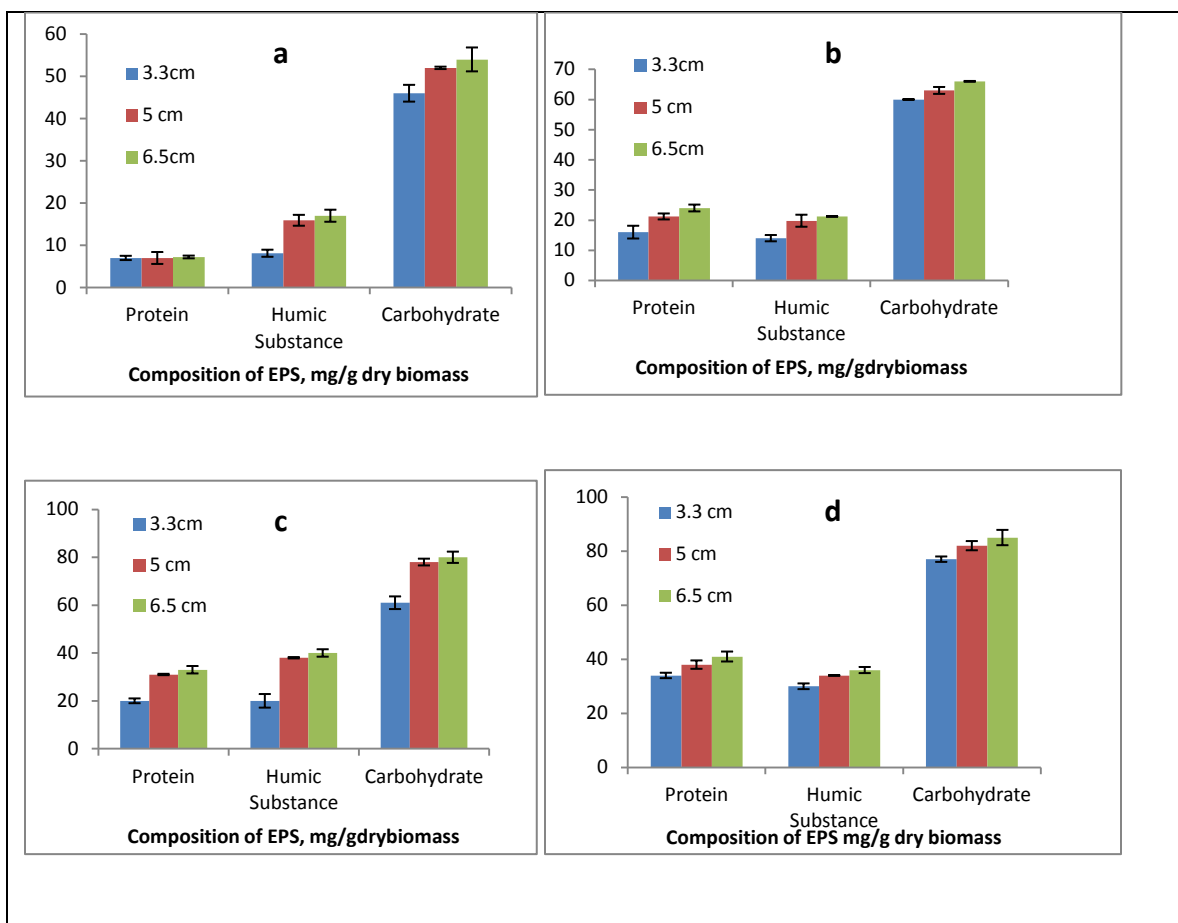 a
60
50
40
30
20
10
0
3.3cm
5 cm
6.5cm
Protein
Humic
Substance
Carbohydrate
Composition of EPS, mg/g dry biomass
b
70
60
50
40
30
20
10
0
3.3cm
5 cm
6.5cm
Protein
Humic
Substance
Carbohydrate
Composition of EPS, mg/gdrybiomass
c
100
80
60
40
20
0
3.3cm
5 cm
6.5 cm
Protein
Humic
Substance
Carbohydrate
Composition of EPS, mg/gdrybiomass
d
100
80
60
40
20
0
3.3 cm
5 cm
6.5 cm
Protein
Humic
Substance
Carbohydrate
Composition of EPS mg/g dry biomass